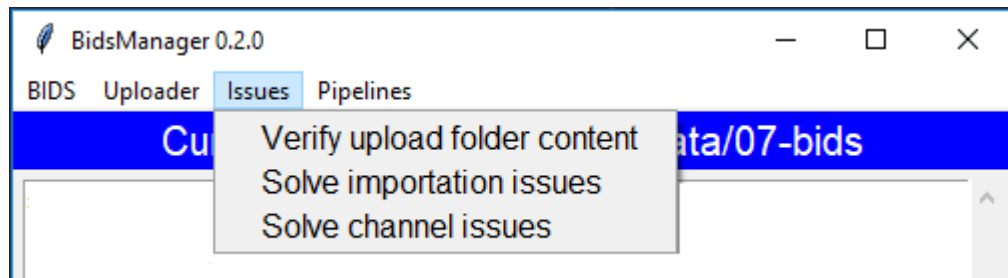 BidsManager 0.2.0
BIDS Uploader Issues Pipelines
Verify upload folder content
ata/07-bids
Solve importation issues
Solve channel issues